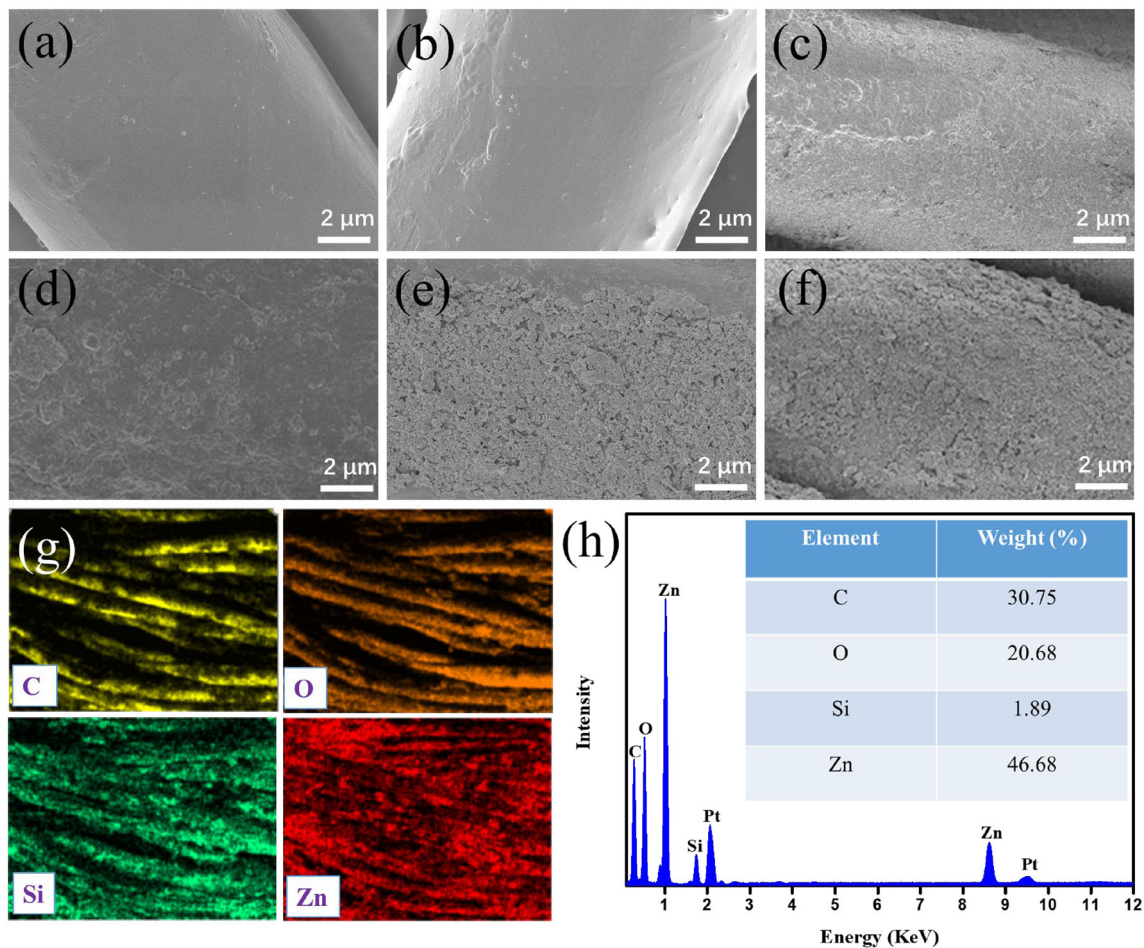 (a)
(b)
(c)
2 μm
2 μm
2 μm
(d)
(e)
(f)
2 μm
2 μm
2 μm
(g)
C
O
Si
Zn
(h)
Element Weight (%)
C 30.75
O 20.68
Si 1.89
Zn 46.68
Intensity
C
O
Zn
Si
Pt
Zn
Pt
1 2 3 4 5 6 7 8 9 10 11 12
Energy (KeV)